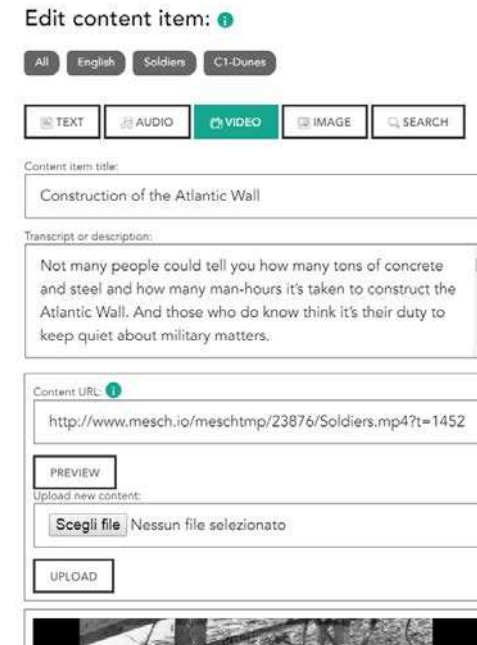 Edit content item: i
All English Soldiers C1-Dunes
TEXT AUDIO VIDEO IMAGE SEARCH
Content item title:
Construction of the Atlantic Wall
Transcript or description:
Not many people could tell you how many tons of concrete
and steel and how many man-hours it's taken to construct the
Atlantic Wall. And those who do know think it's their duty to
keep quiet about military matters.
Content URL: i
http://www.mesch.io/meschtmp/23876/Soldiers.mp4?t=1452
PREVIEW
Upload new content:
Scegli file Nessun file selezionato
UPLOAD